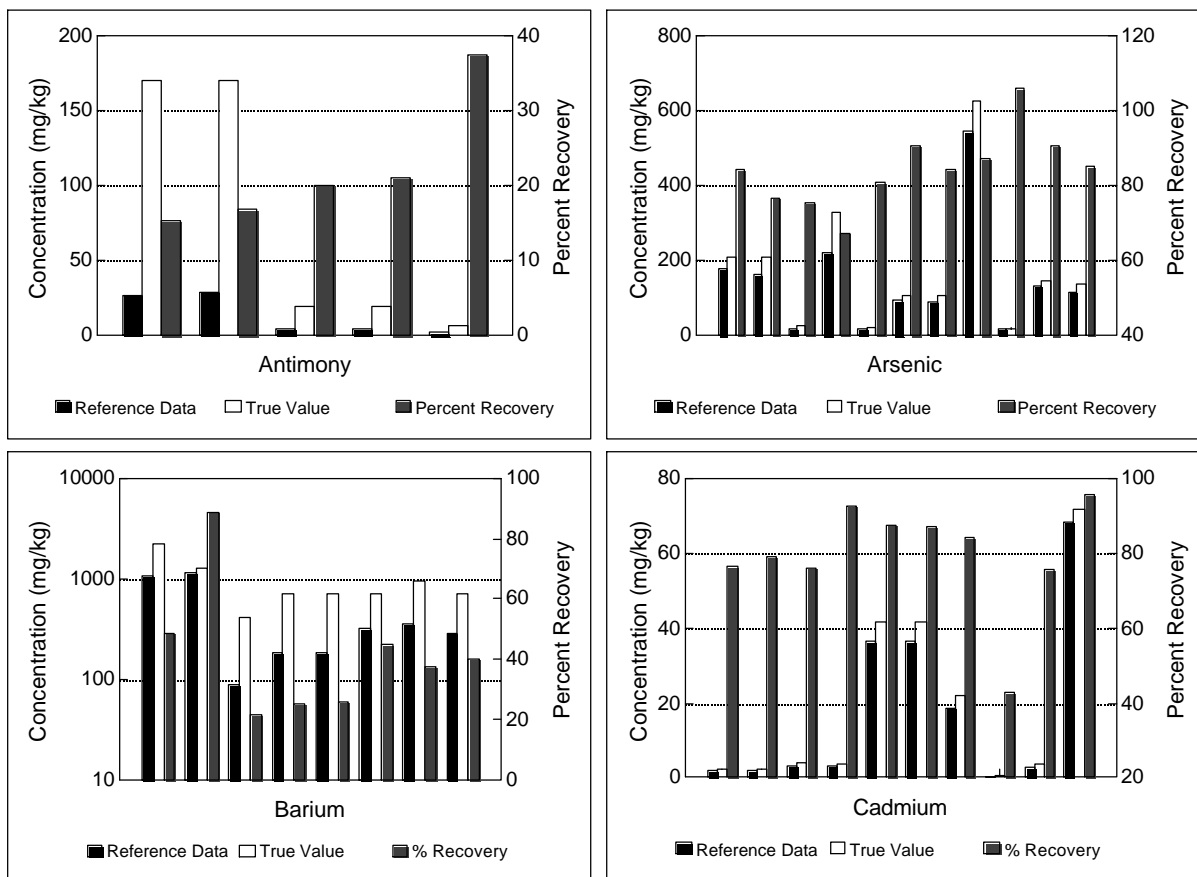 200
150
100
50
0
Concentration (mg/kg)
40
30
20
10
0
Percent Recovery
Antimony
Reference Data True Value Percent Recovery
800
600
400
200
0
Concentration (mg/kg)
120
100
80
60
40
Percent Recovery
Arsenic
Reference Data True Value Percent Recovery
10000
1000
100
10
Concentration (mg/kg)
100
80
60
40
20
0
Percent Recovery
Barium
Reference Data True Value % Recovery
80
60
40
20
0
Concentration (mg/kg)
100
80
60
40
20
Percent Recovery
Cadmium
Reference Data True Value % Recovery